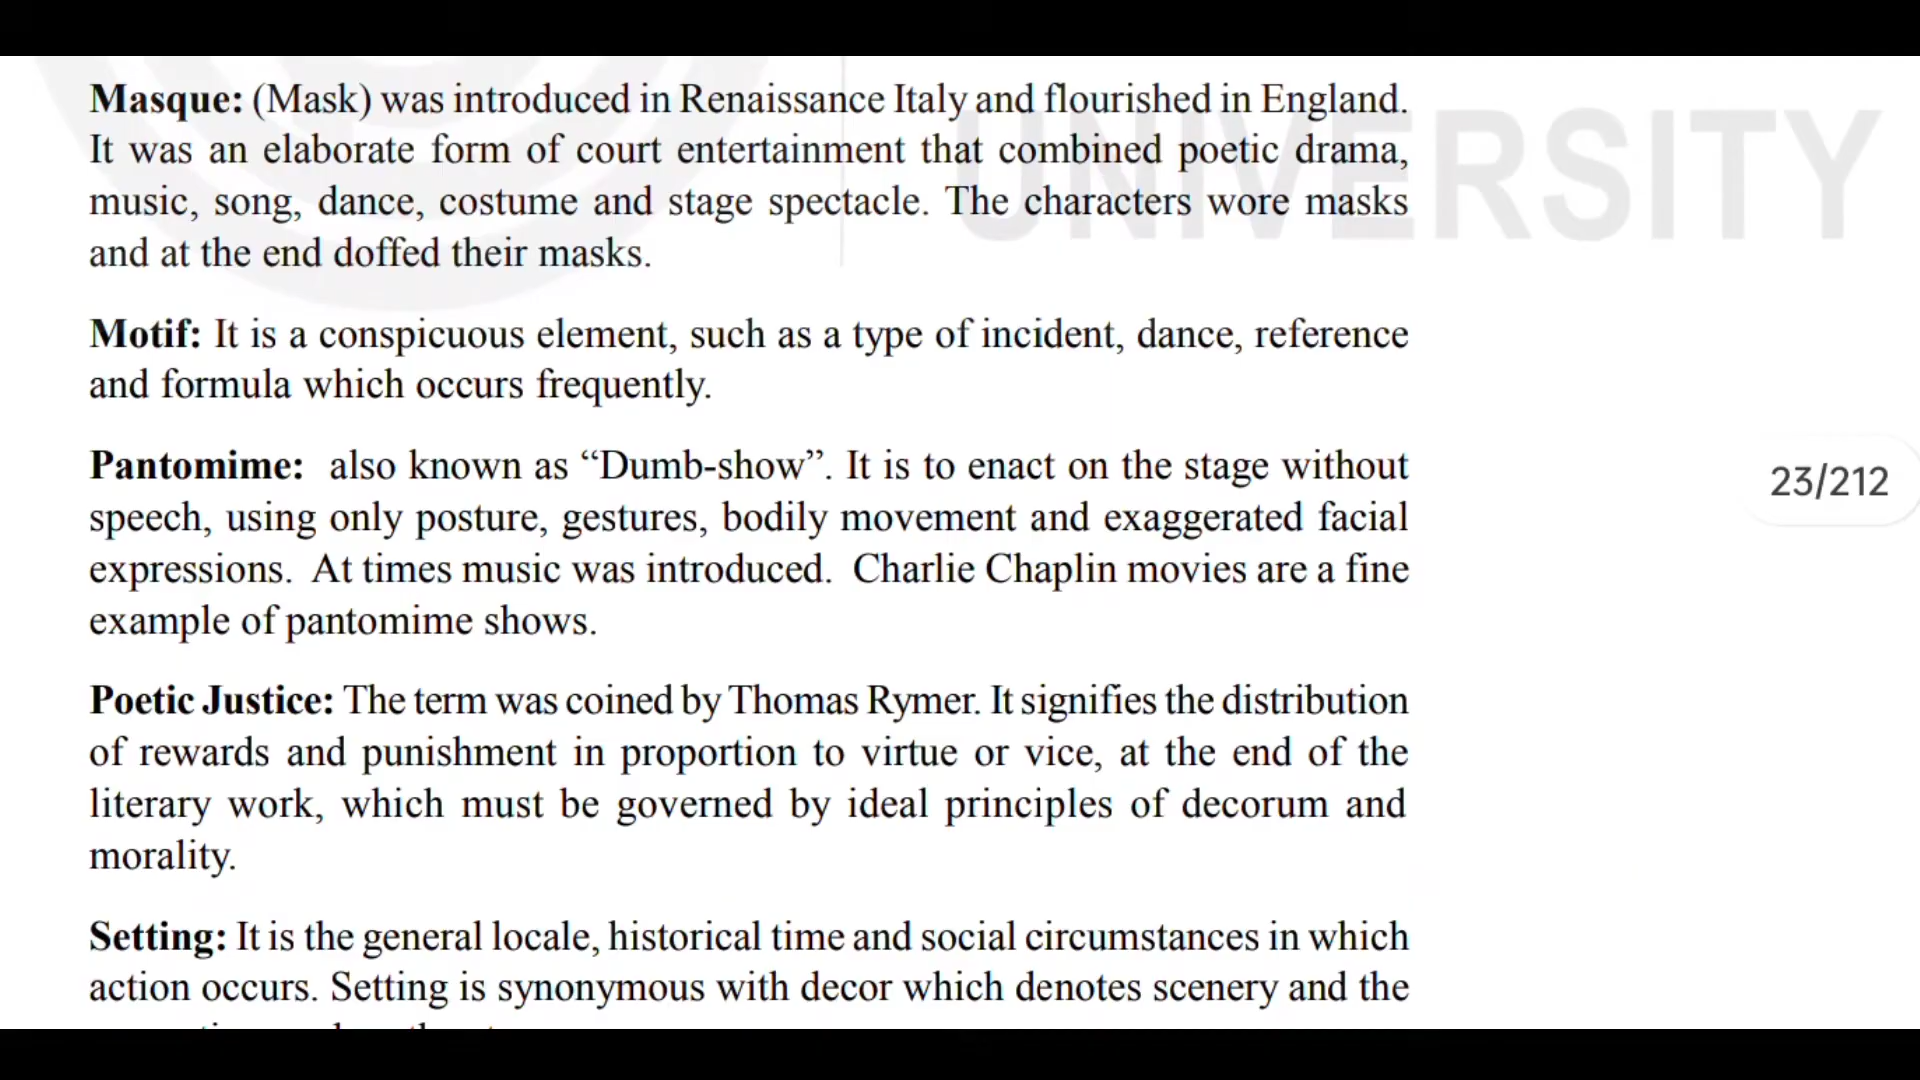 Masque: (Mask) was introduced in Renaissance Italy and flourished in England.
It was an elaborate form of court entertainment that combined poetic drama,
music, song, dance, costume and stage spectacle. The characters wore masks
and at the end doffed their masks.
UNIVERSITY
Motif: It is a conspicuous element, such as a type of incident, dance, reference
and formula which occurs frequently.
Pantomime: also known as “Dumb-show”. It is to enact on the stage without
speech, using only posture, gestures, bodily movement and exaggerated facial
expressions. At times music was introduced. Charlie Chaplin movies are a fine
example of pantomime shows.
23/212
Poetic Justice: The term was coined by Thomas Rymer. It signifies the distribution
of rewards and punishment in proportion to virtue or vice, at the end of the
literary work, which must be governed by ideal principles of decorum and
morality.
Setting: It is the general locale, historical time and social circumstances in which
action occurs. Setting is synonymous with decor which denotes scenery and the